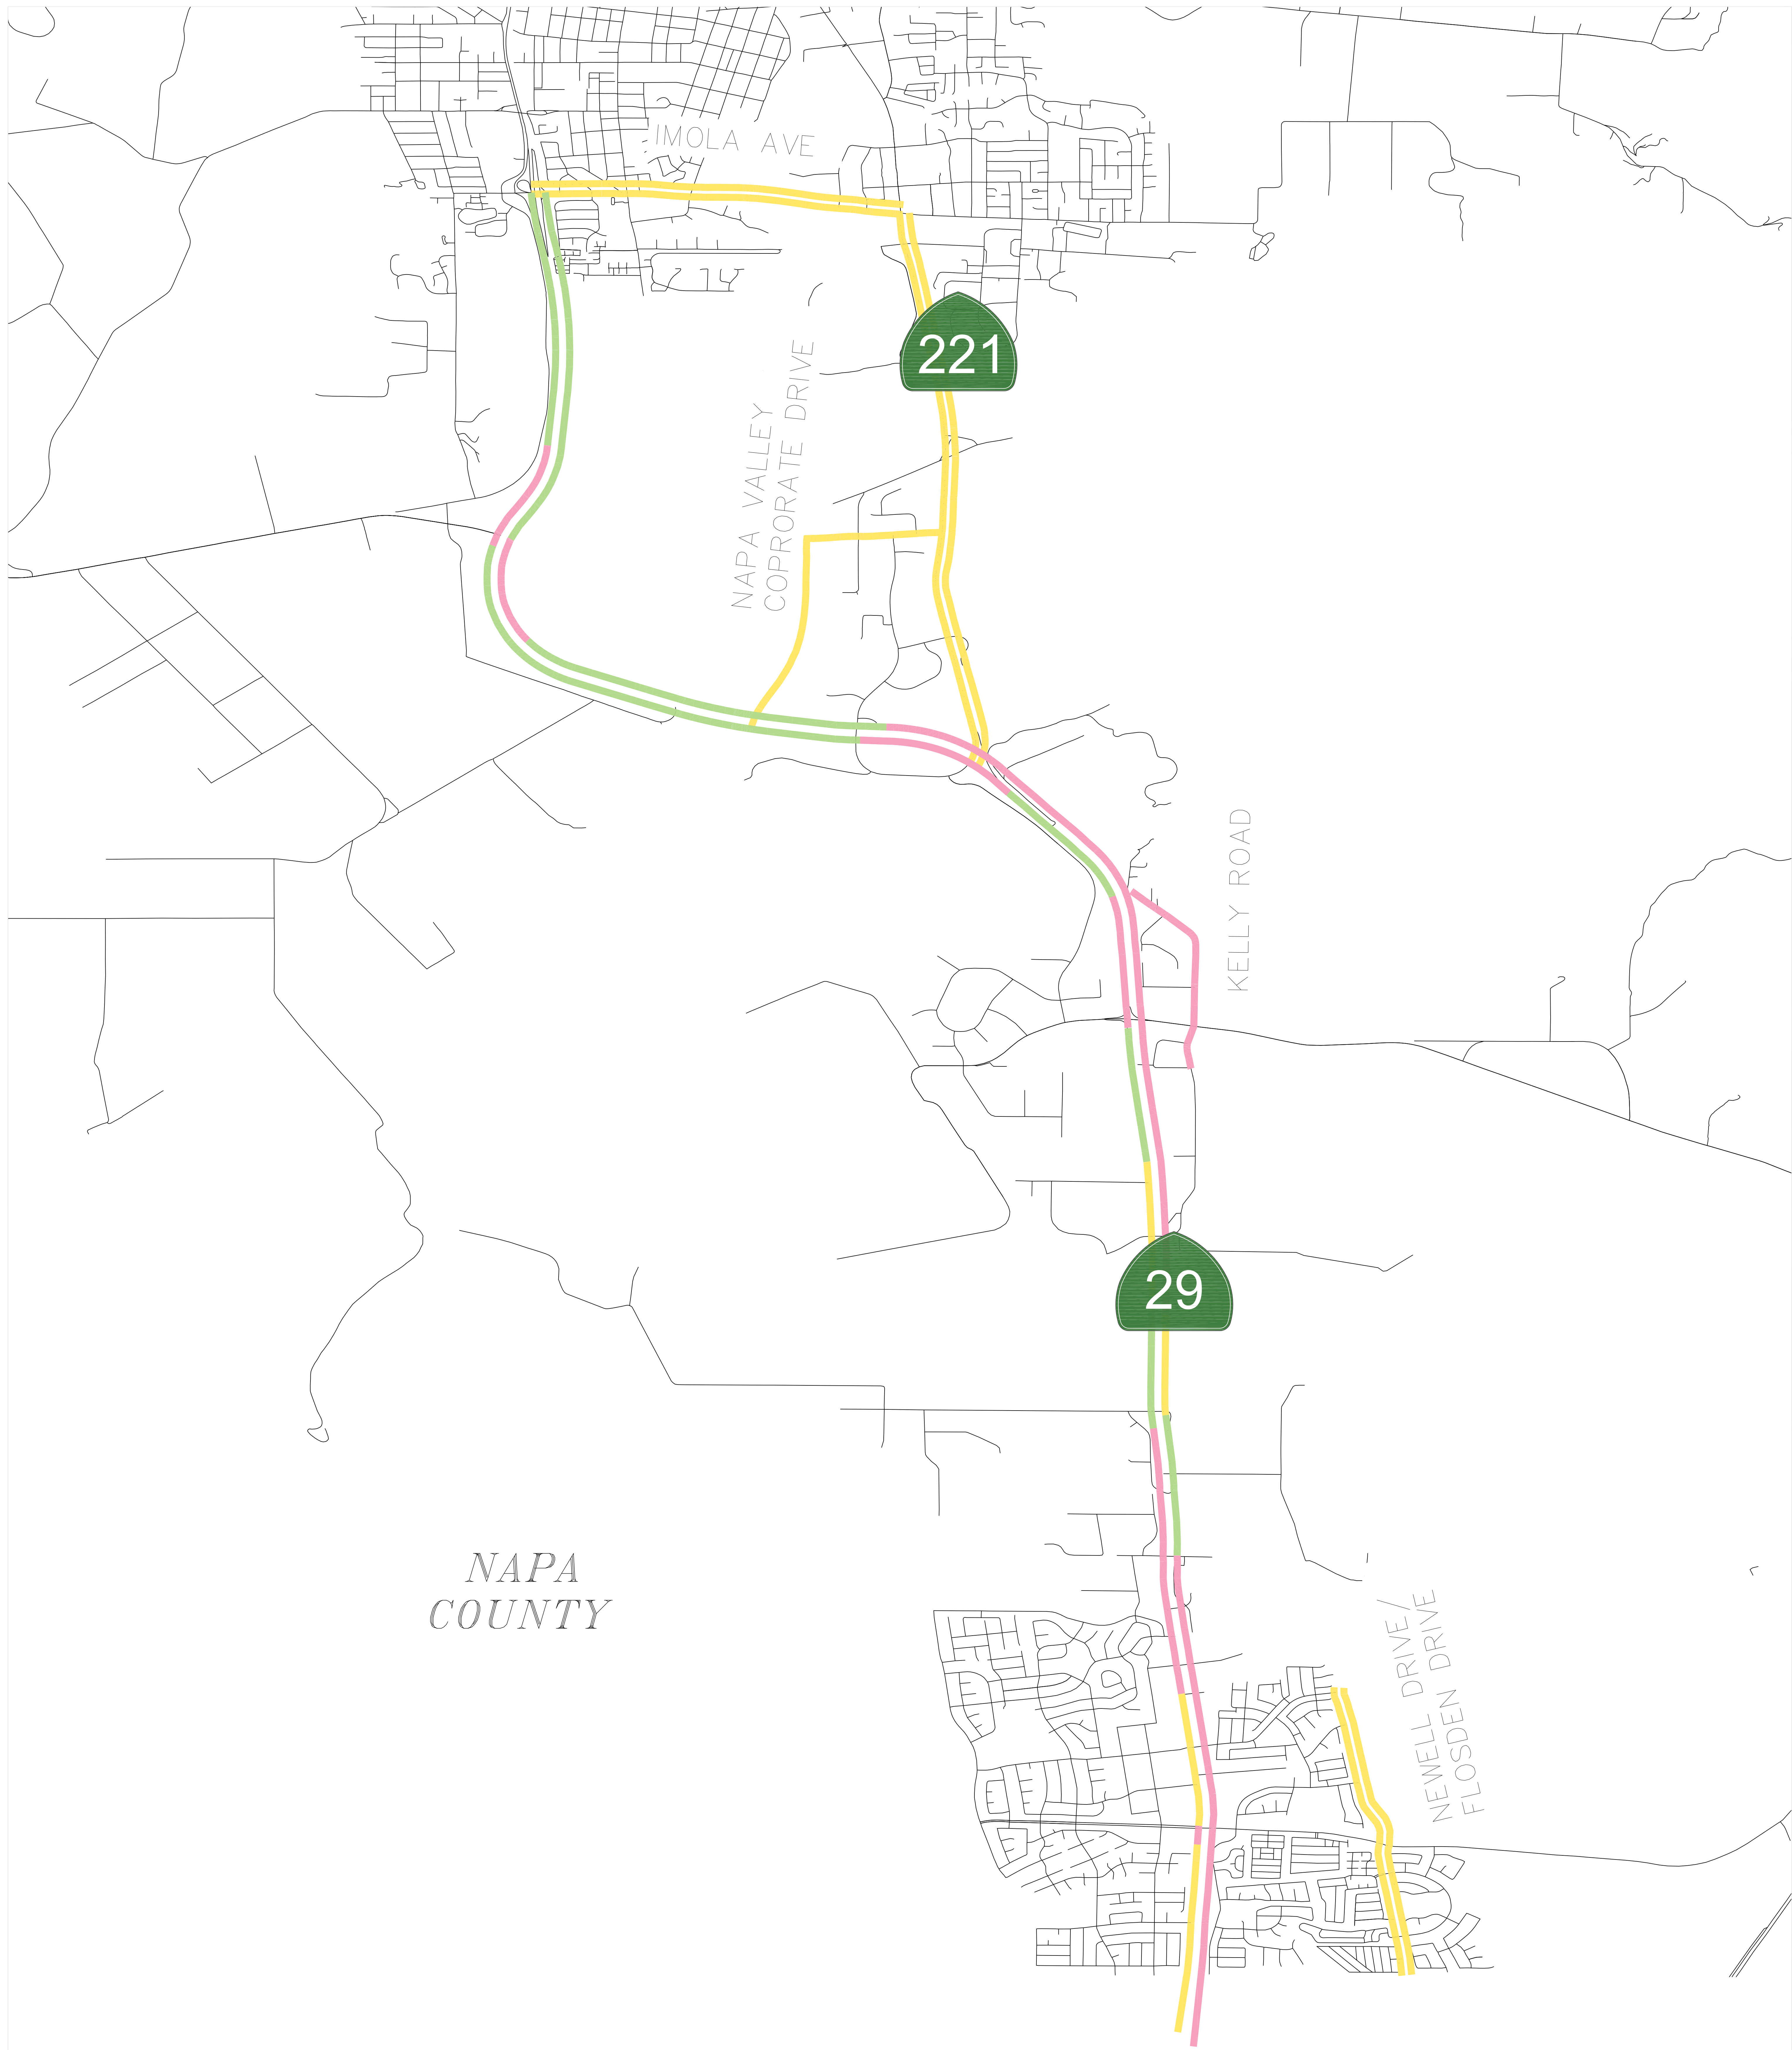 IMOLA AVE
221
NAPA VALLEY
COPRORATE DRIVE
KELLY ROAD
29
NAPA
COUNTY
NEWELL DRIVE/
FLOSDEN DRIVE